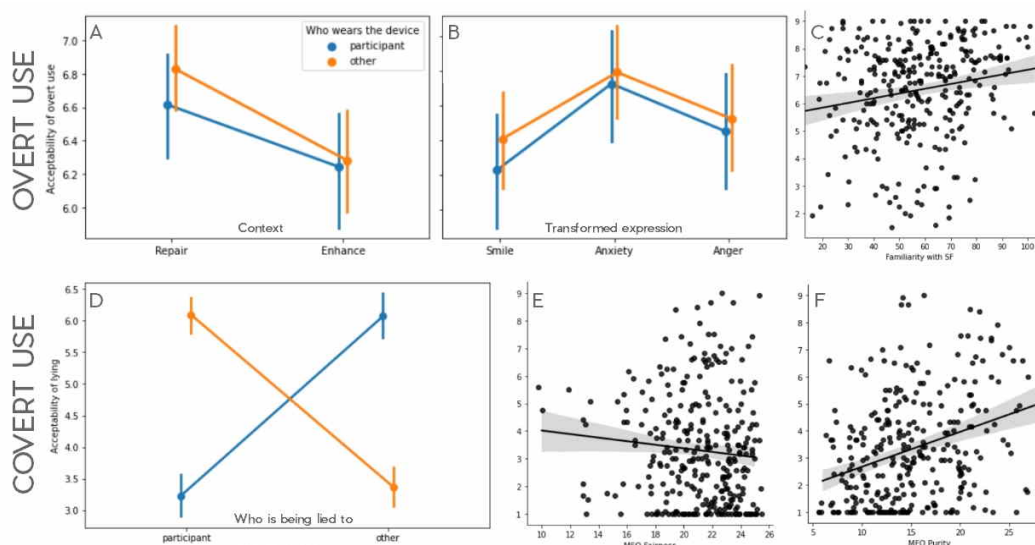 OVERT USE
A
Who wears the device
participant
other
Acceptability of overt use
7.0
6.8
6.6
6.4
6.2
6.0
Context
Repair
Enhance
B
Transformed expression
Smile
Anxiety
Anger
C
9
8
7
6
5
4
3
2
20 30 40 50 60 70 80 90 100
Familiarity with SF
COVERT USE
D
Acceptability of lying
6.5
6.0
5.5
5.0
4.5
4.0
3.5
3.0
Who is being lied to
participant
other
E
9
8
7
6
5
4
3
2
1
10 12 14 16 18 20 22 24 26
MFQ Fairness
F
9
8
7
6
5
4
3
2
1
5 10 15 20 25
MFQ Purity